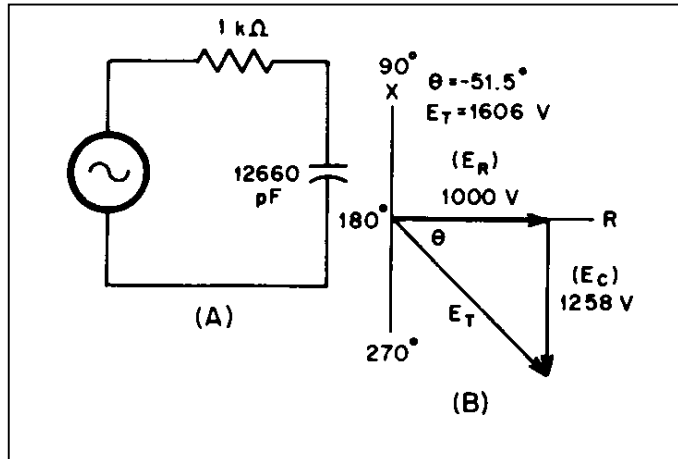 1 kΩ
12660
pF
(A)
90°
X
θ=-51.5°
E_T=1606 V
(E_R)
1000 V
180°
R
θ
(E_C)
1258 V
E_T
270°
(B)